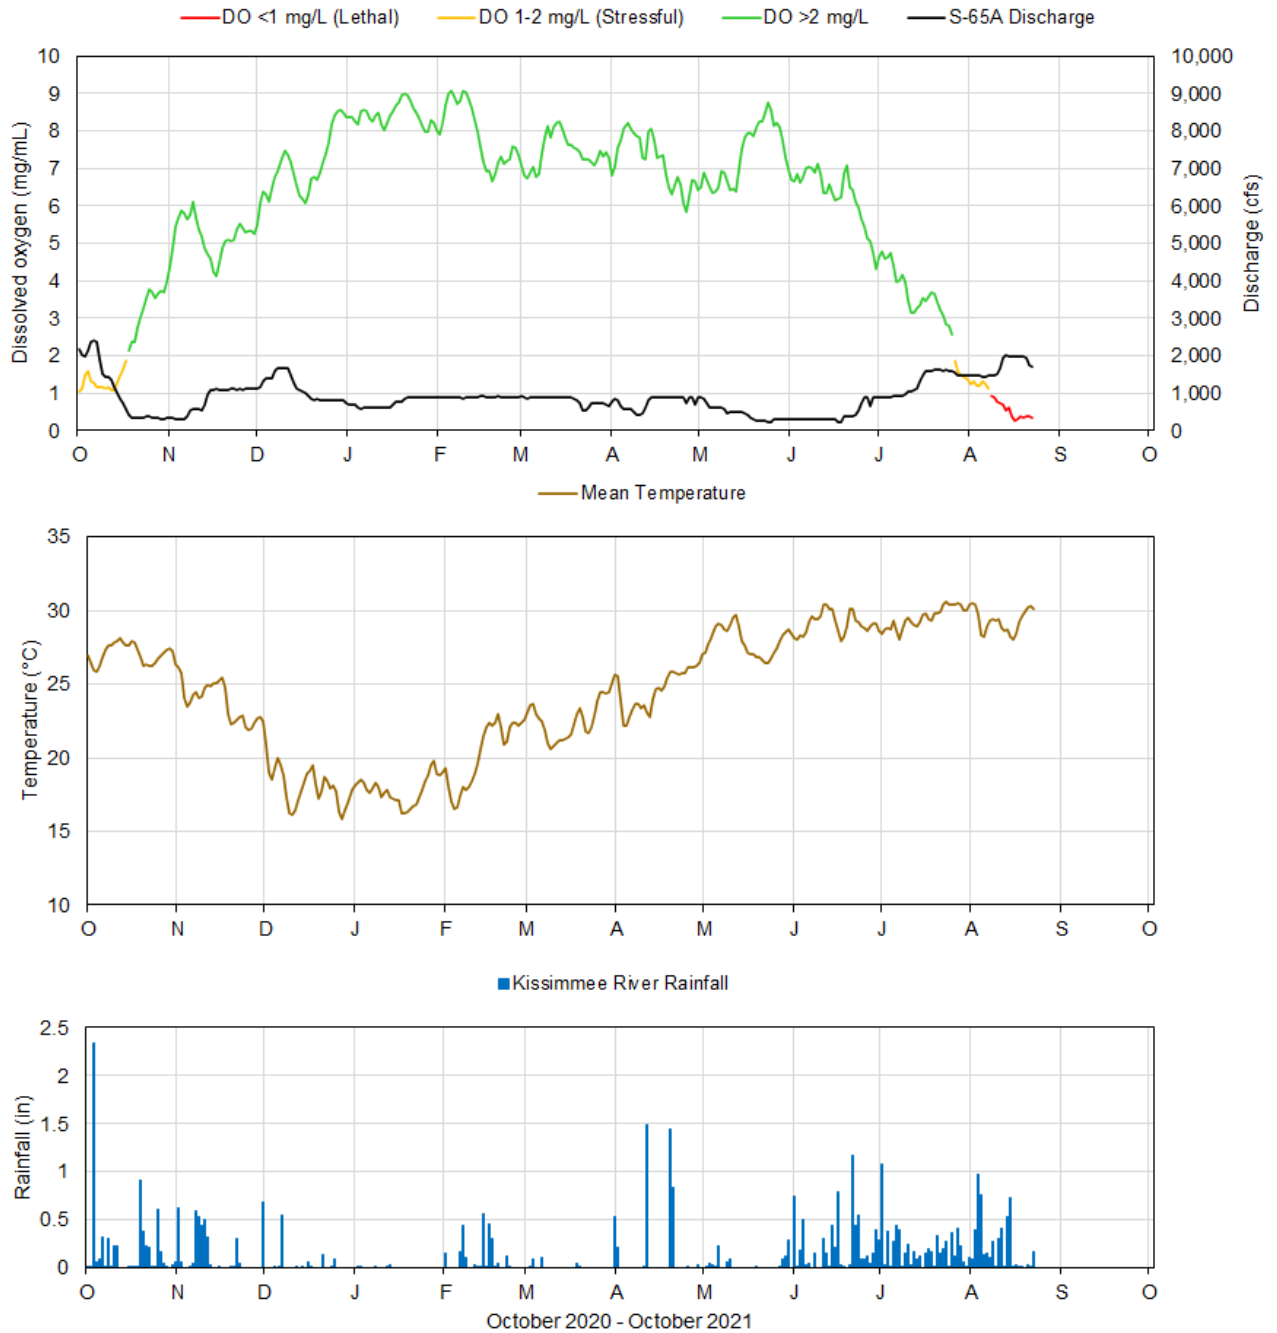 DO <1 mg/L (Lethal) DO 1-2 mg/L (Stressful) DO >2 mg/L S-65A Discharge
10 10,000
9 9,000
8 8,000
7 7,000
6 6,000
5 5,000
4 4,000
3 3,000
2 2,000
1 1,000
0 0
Dissolved oxygen (mg/mL)
Discharge (cfs)
O N D J F M A M J J A S O
Mean Temperature
35
30
25
20
15
10
Temperature (°C)
O N D J F M A M J J A S O
Kissimmee River Rainfall
2.5
2
1.5
1
0.5
0
Rainfall (in)
O N D J F M A M J J A S O
October 2020 - October 2021